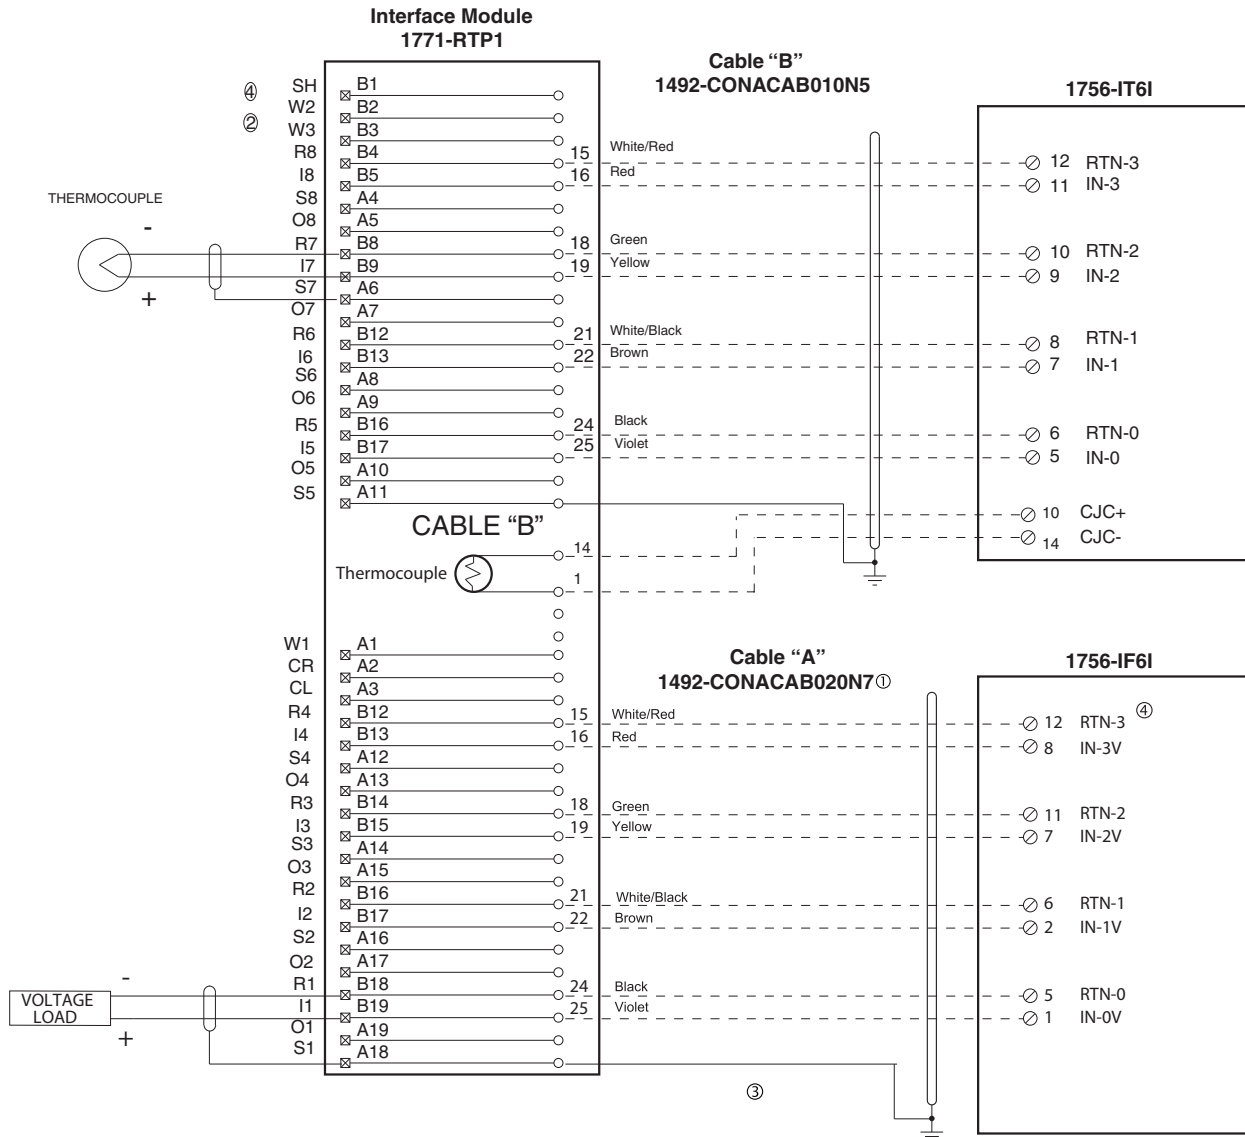 Interface Module
1771-RTP1
Cable “B”
1492-CONACAB010N5
1756-IT6I
④ SH B1
W2 B2
② W3 B3
R8 B4 15 White/Red 12 RTN-3
I8 B5 16 Red 11 IN-3
S8 A4
THERMOCOUPLE
O8 A5
- R7 B8 18 Green 10 RTN-2
I7 B9 19 Yellow 9 IN-2
+ S7 A6
O7 A7
R6 B12 21 White/Black 8 RTN-1
I6 B13 22 Brown 7 IN-1
S6 A8
O6 A9
R5 B16 24 Black 6 RTN-0
I5 B17 25 Violet 5 IN-0
O5 A10
S5 A11
10 CJC+
14 CJC-
CABLE “B”
14
Thermocouple
1
W1 A1
CR A2
CL A3
Cable “A”
1492-CONACAB020N7①
1756-IF6I
R4 B12 15 White/Red 12 RTN-3 ④
I4 B13 16 Red 8 IN-3V
S4 A12
O4 A13
R3 B14 18 Green 11 RTN-2
I3 B15 19 Yellow 7 IN-2V
S3 A14
O3 A15
R2 B16 21 White/Black 6 RTN-1
I2 B17 22 Brown 2 IN-1V
S2 A16
O2 A17
- R1 B18 24 Black 5 RTN-0
VOLTAGE
LOAD
I1 B19 25 Violet 1 IN-0V
+ O1 A19
S1 A18
③